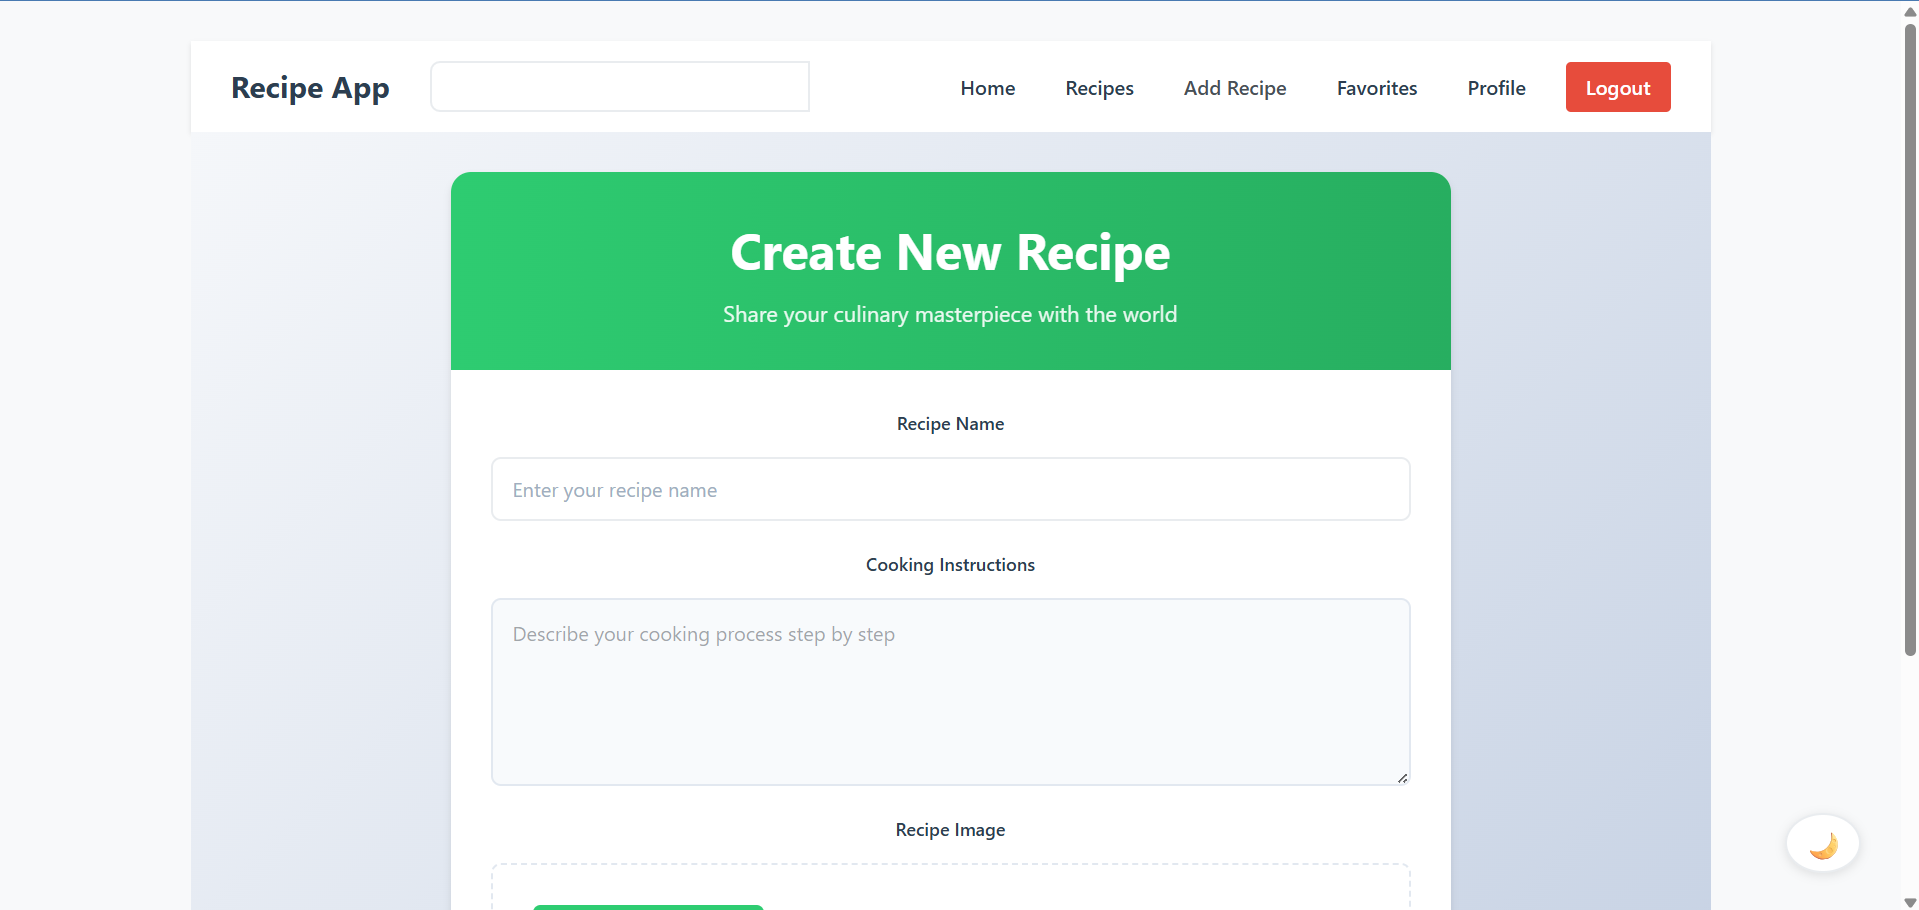 Recipe App
Home
Recipes
Add Recipe
Favorites
Profile
Logout
Create New Recipe
Share your culinary masterpiece with the world
Recipe Name
Enter your recipe name
Cooking Instructions
Describe your cooking process step by step
Recipe Image